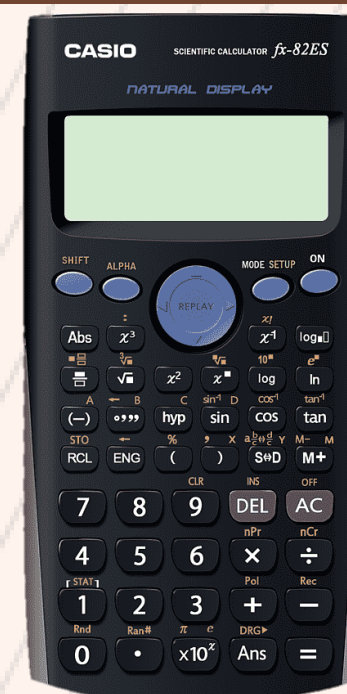 CASIO SCIENTIFIC CALCULATOR fx-82ES
NATURAL DISPLAY
SHIFT ALPHA MODE SETUP ON
REPLAY
: x!
Abs x³ x⁻¹ log▮▯
■ ³√■ ■√■ 10■ e■
√■ x² x■ log ln
A ← B C sin⁻¹ D cos⁻¹ tan⁻¹
(−) ∘,,, hyp sin cos tan
STO ← % , X a b/c⇔d/c Y M− M
RCL ENG ( ) S⇔D M+
CLR INS OFF
7 8 9 DEL AC
nPr nCr
4 5 6 × ÷
STAT Pol Rec
1 2 3 + −
Rnd Ran# π e DRG▶
0 • ×10ˣ Ans =